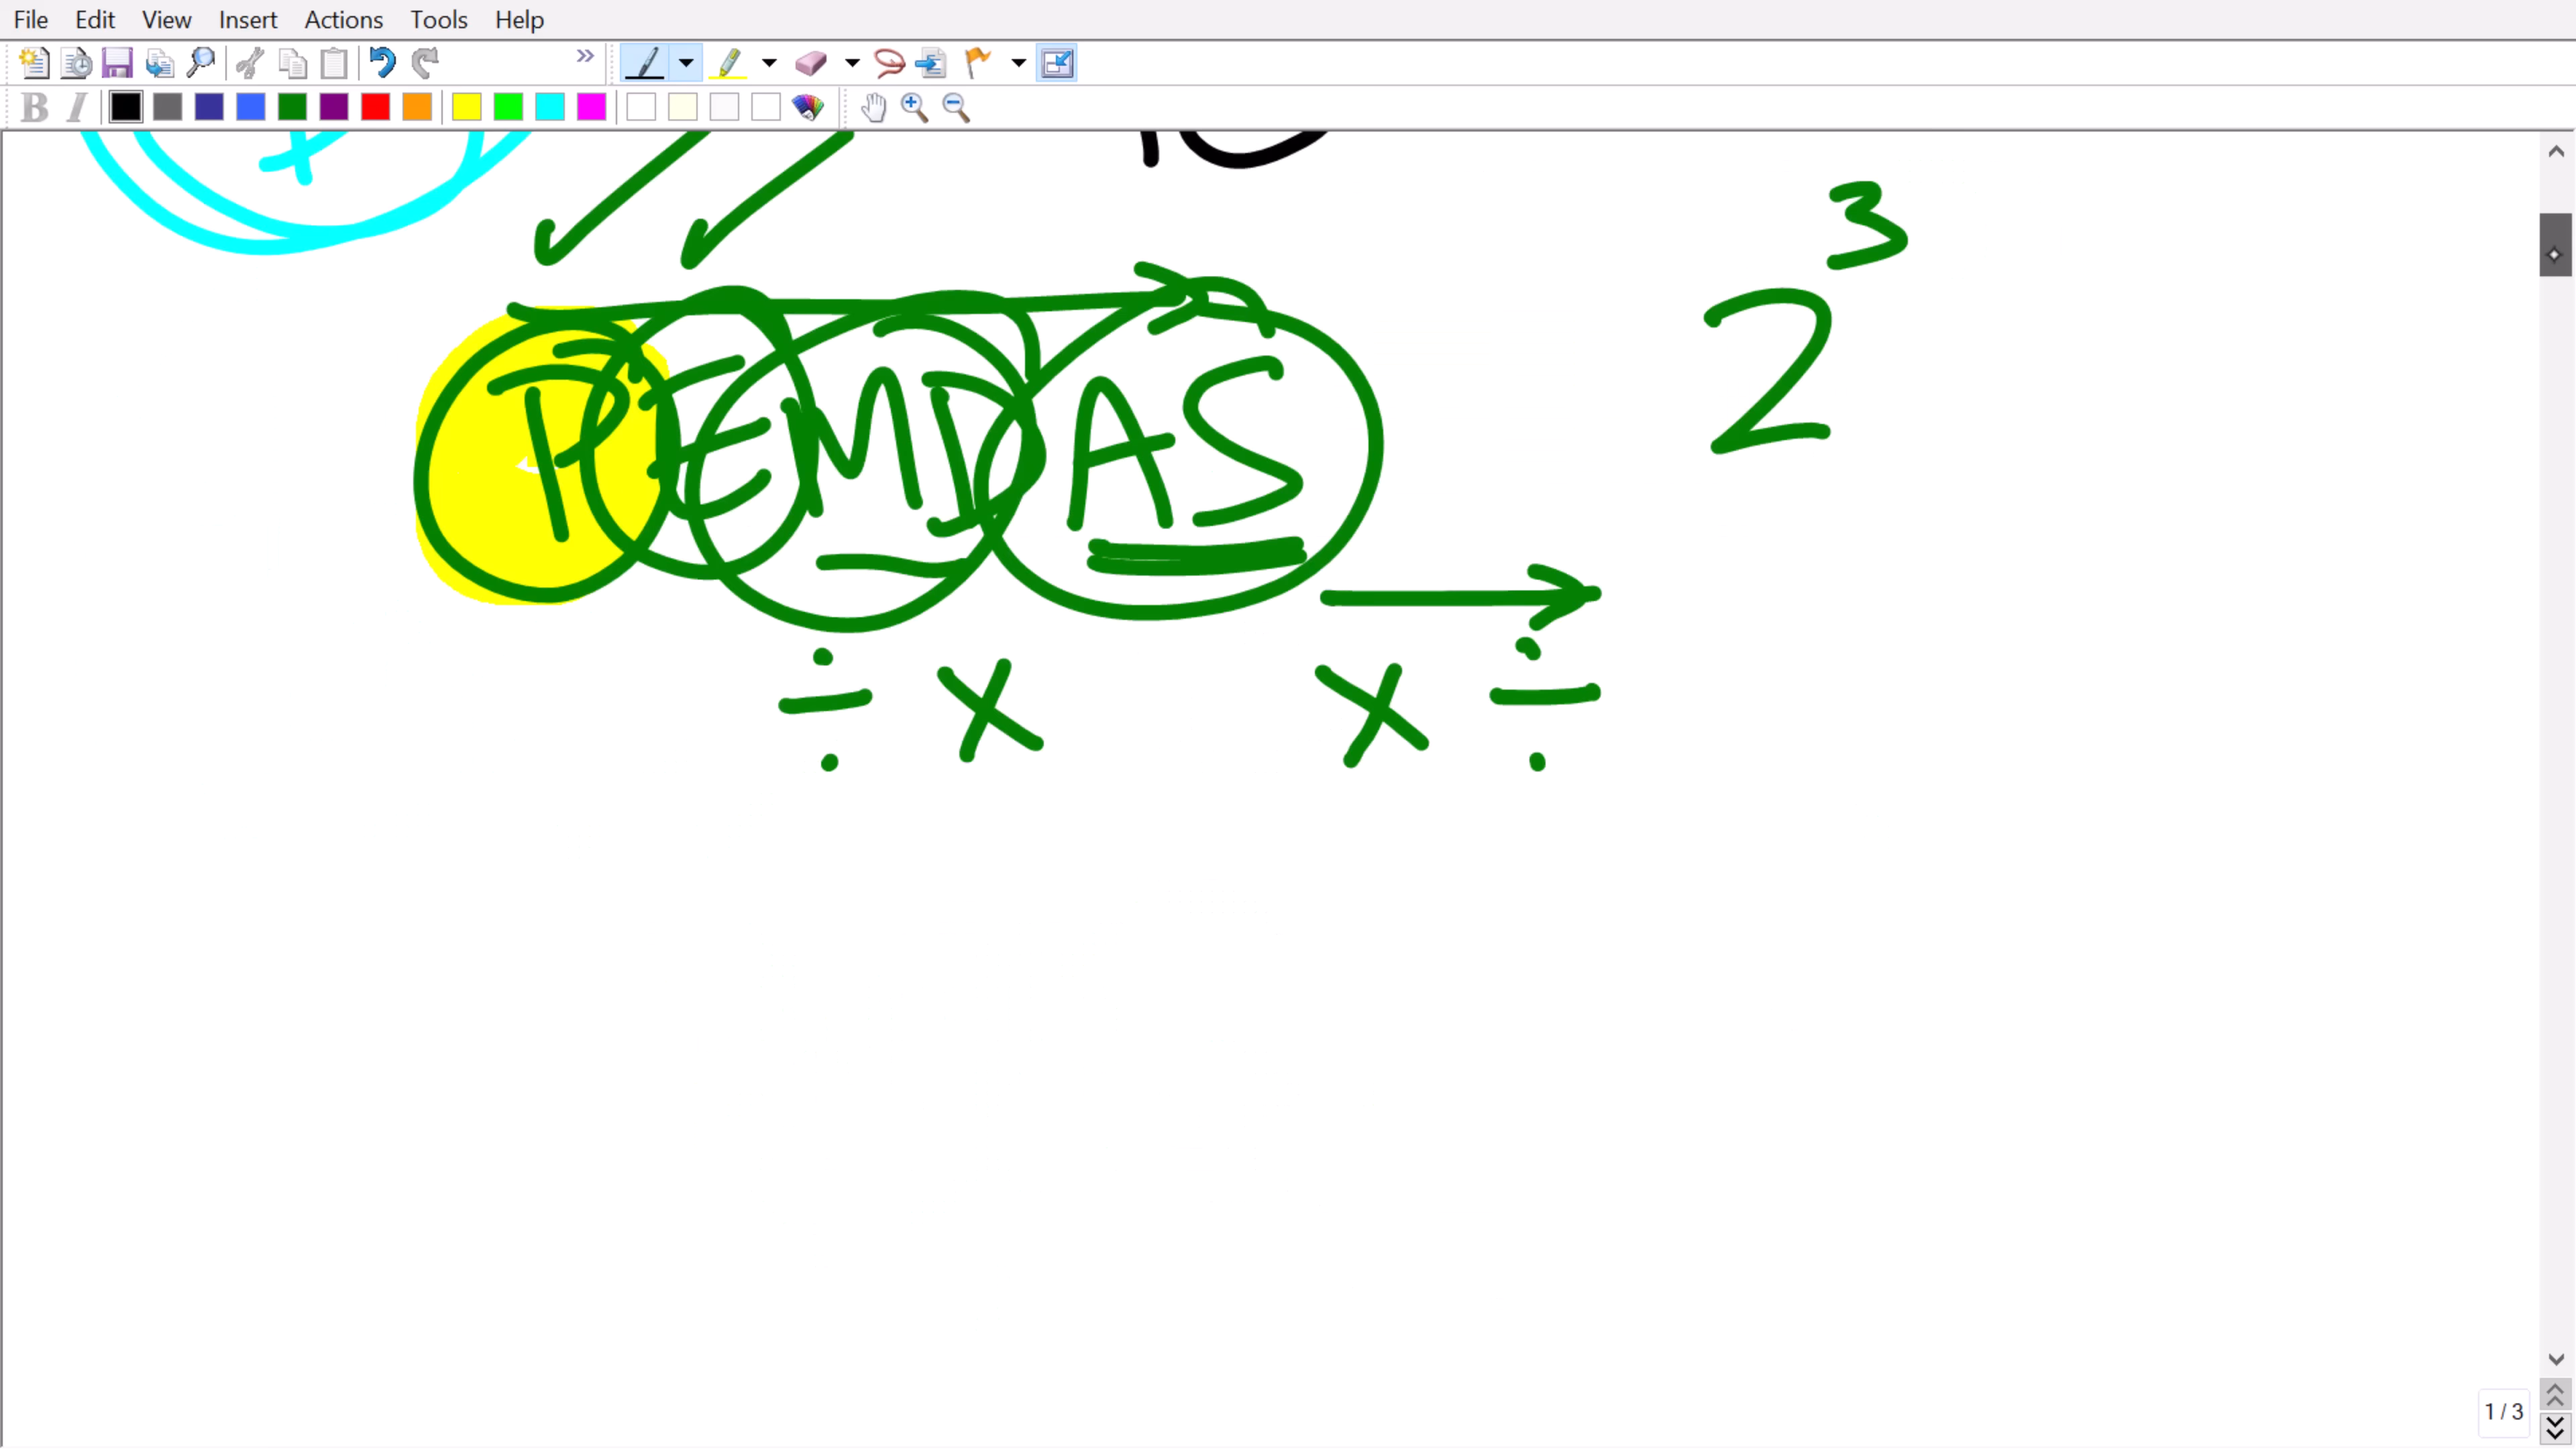 File Edit View Insert Actions Tools Help
B I
2³
PEMDAS
÷ × × ÷
1 / 3